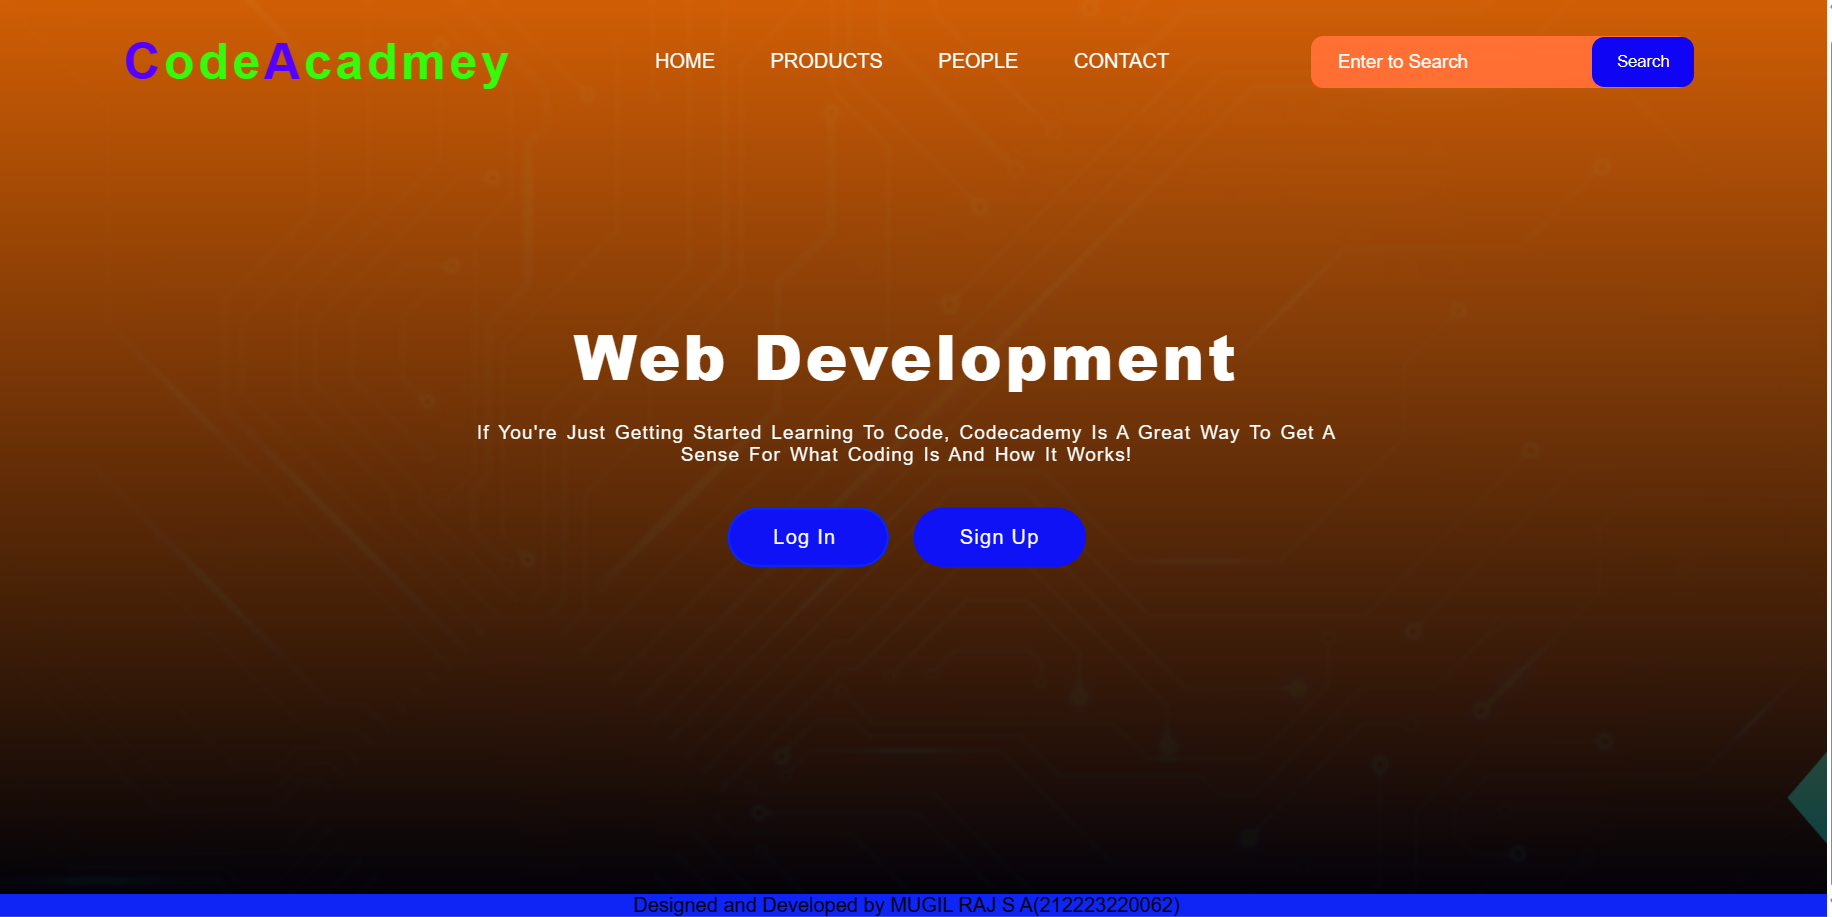 CodeAcadmey
HOME PRODUCTS PEOPLE CONTACT
Enter to Search Search
Web Development
If You're Just Getting Started Learning To Code, Codecademy Is A Great Way To Get A
Sense For What Coding Is And How It Works!
Log In Sign Up
Designed and Developed by MUGIL RAJ S A(212223220062)